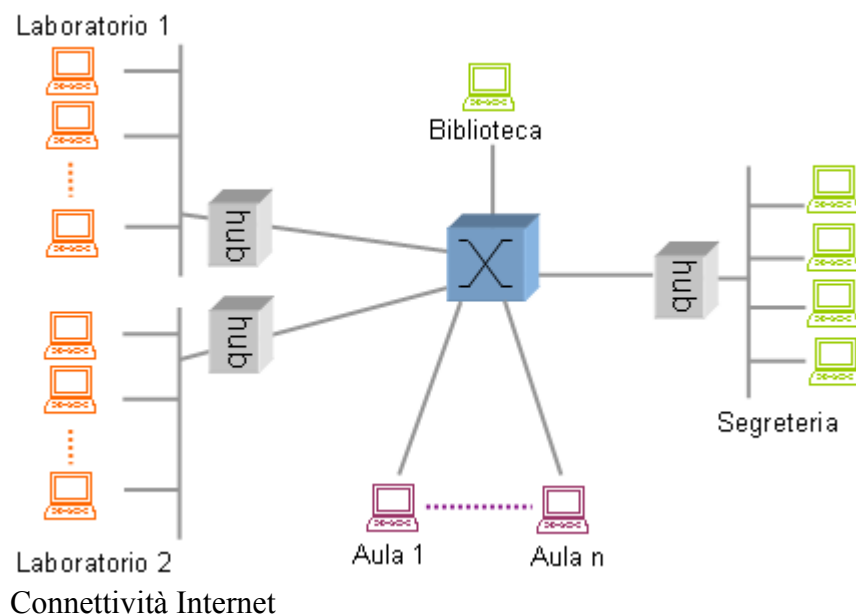 Laboratorio 1
Biblioteca
hub
hub
hub
Segreteria
Aula 1
Aula n
Laboratorio 2
Connettività Internet